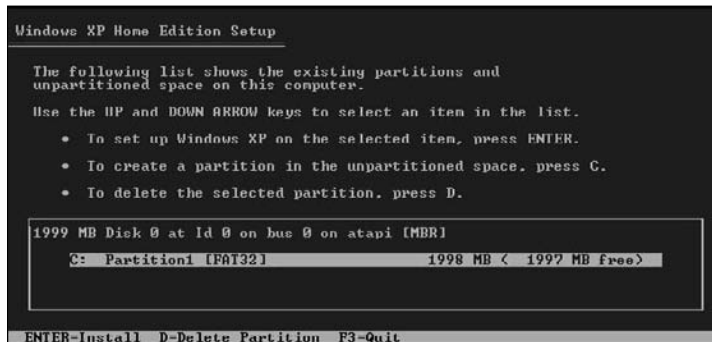 Windows XP Home Edition Setup
The following list shows the existing partitions and
unpartitioned space on this computer.
Use the UP and DOWN ARROW keys to select an item in the list.
• To set up Windows XP on the selected item, press ENTER.
• To create a partition in the unpartitioned space, press C.
• To delete the selected partition, press D.
1999 MB Disk 0 at Id 0 on bus 0 on atapi [MBR]
C: Partition1 [FAT32] 1998 MB ( 1997 MB free)
ENTER=Install D=Delete Partition F3=Quit